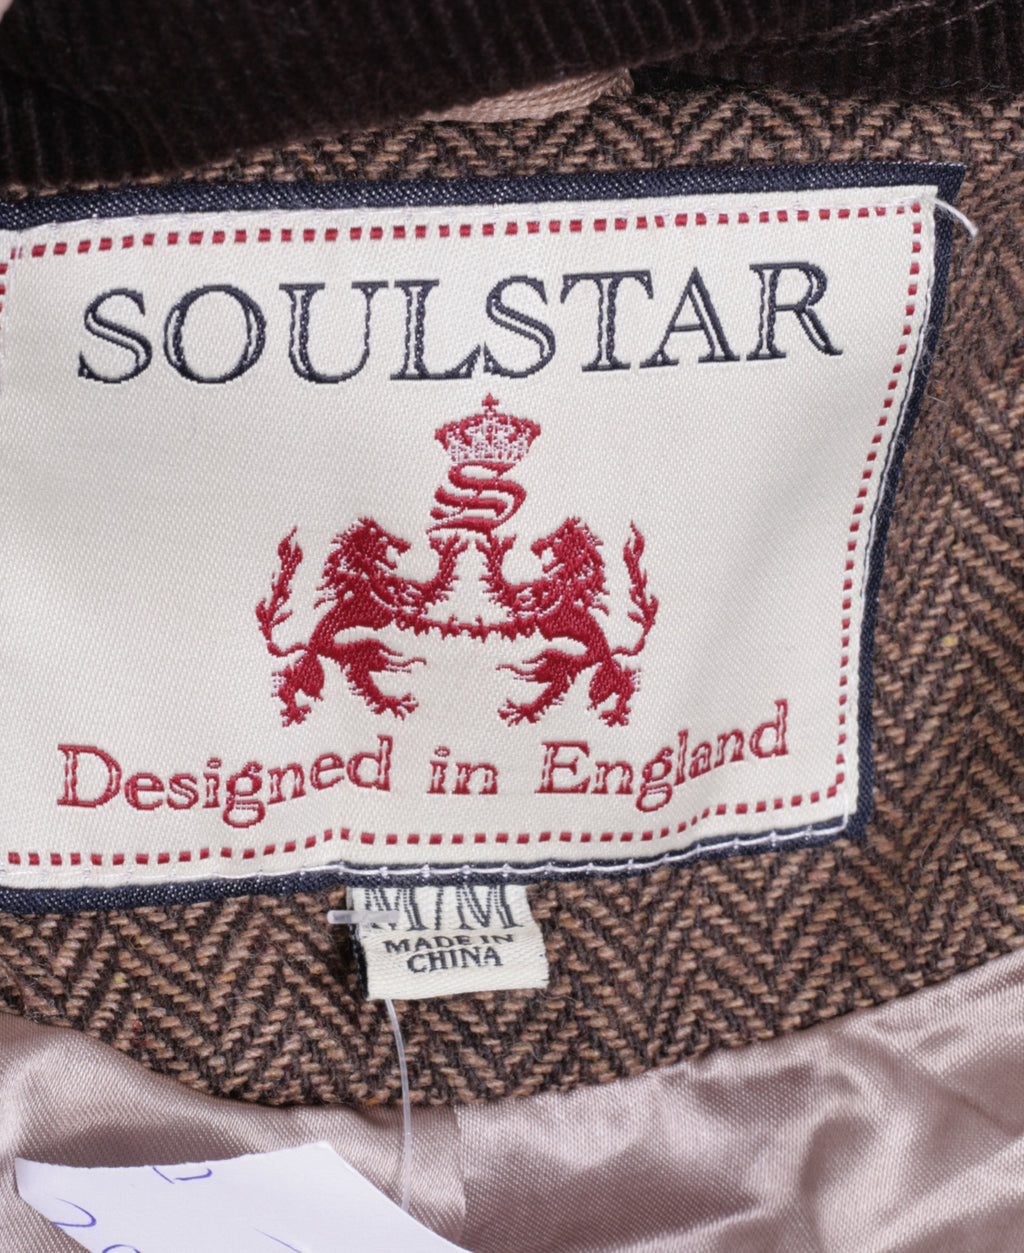 SOULSTAR
S
Designed in England
M/M
MADE IN
CHINA